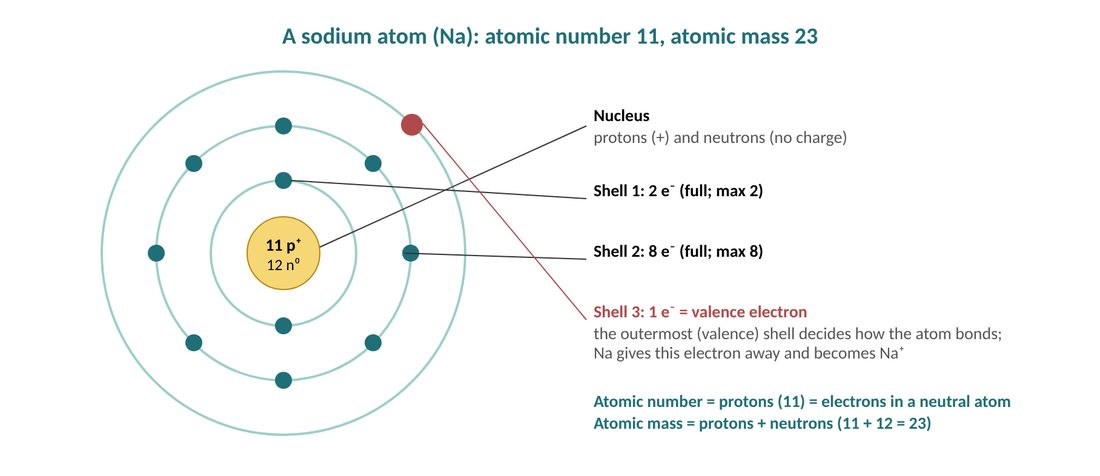 A sodium atom (Na): atomic number 11, atomic mass 23
11 p⁺
12 n⁰
Nucleus
protons (+) and neutrons (no charge)
Shell 1: 2 e⁻ (full; max 2)
Shell 2: 8 e⁻ (full; max 8)
Shell 3: 1 e⁻ = valence electron
the outermost (valence) shell decides how the atom bonds;
Na gives this electron away and becomes Na⁺
Atomic number = protons (11) = electrons in a neutral atom
Atomic mass = protons + neutrons (11 + 12 = 23)